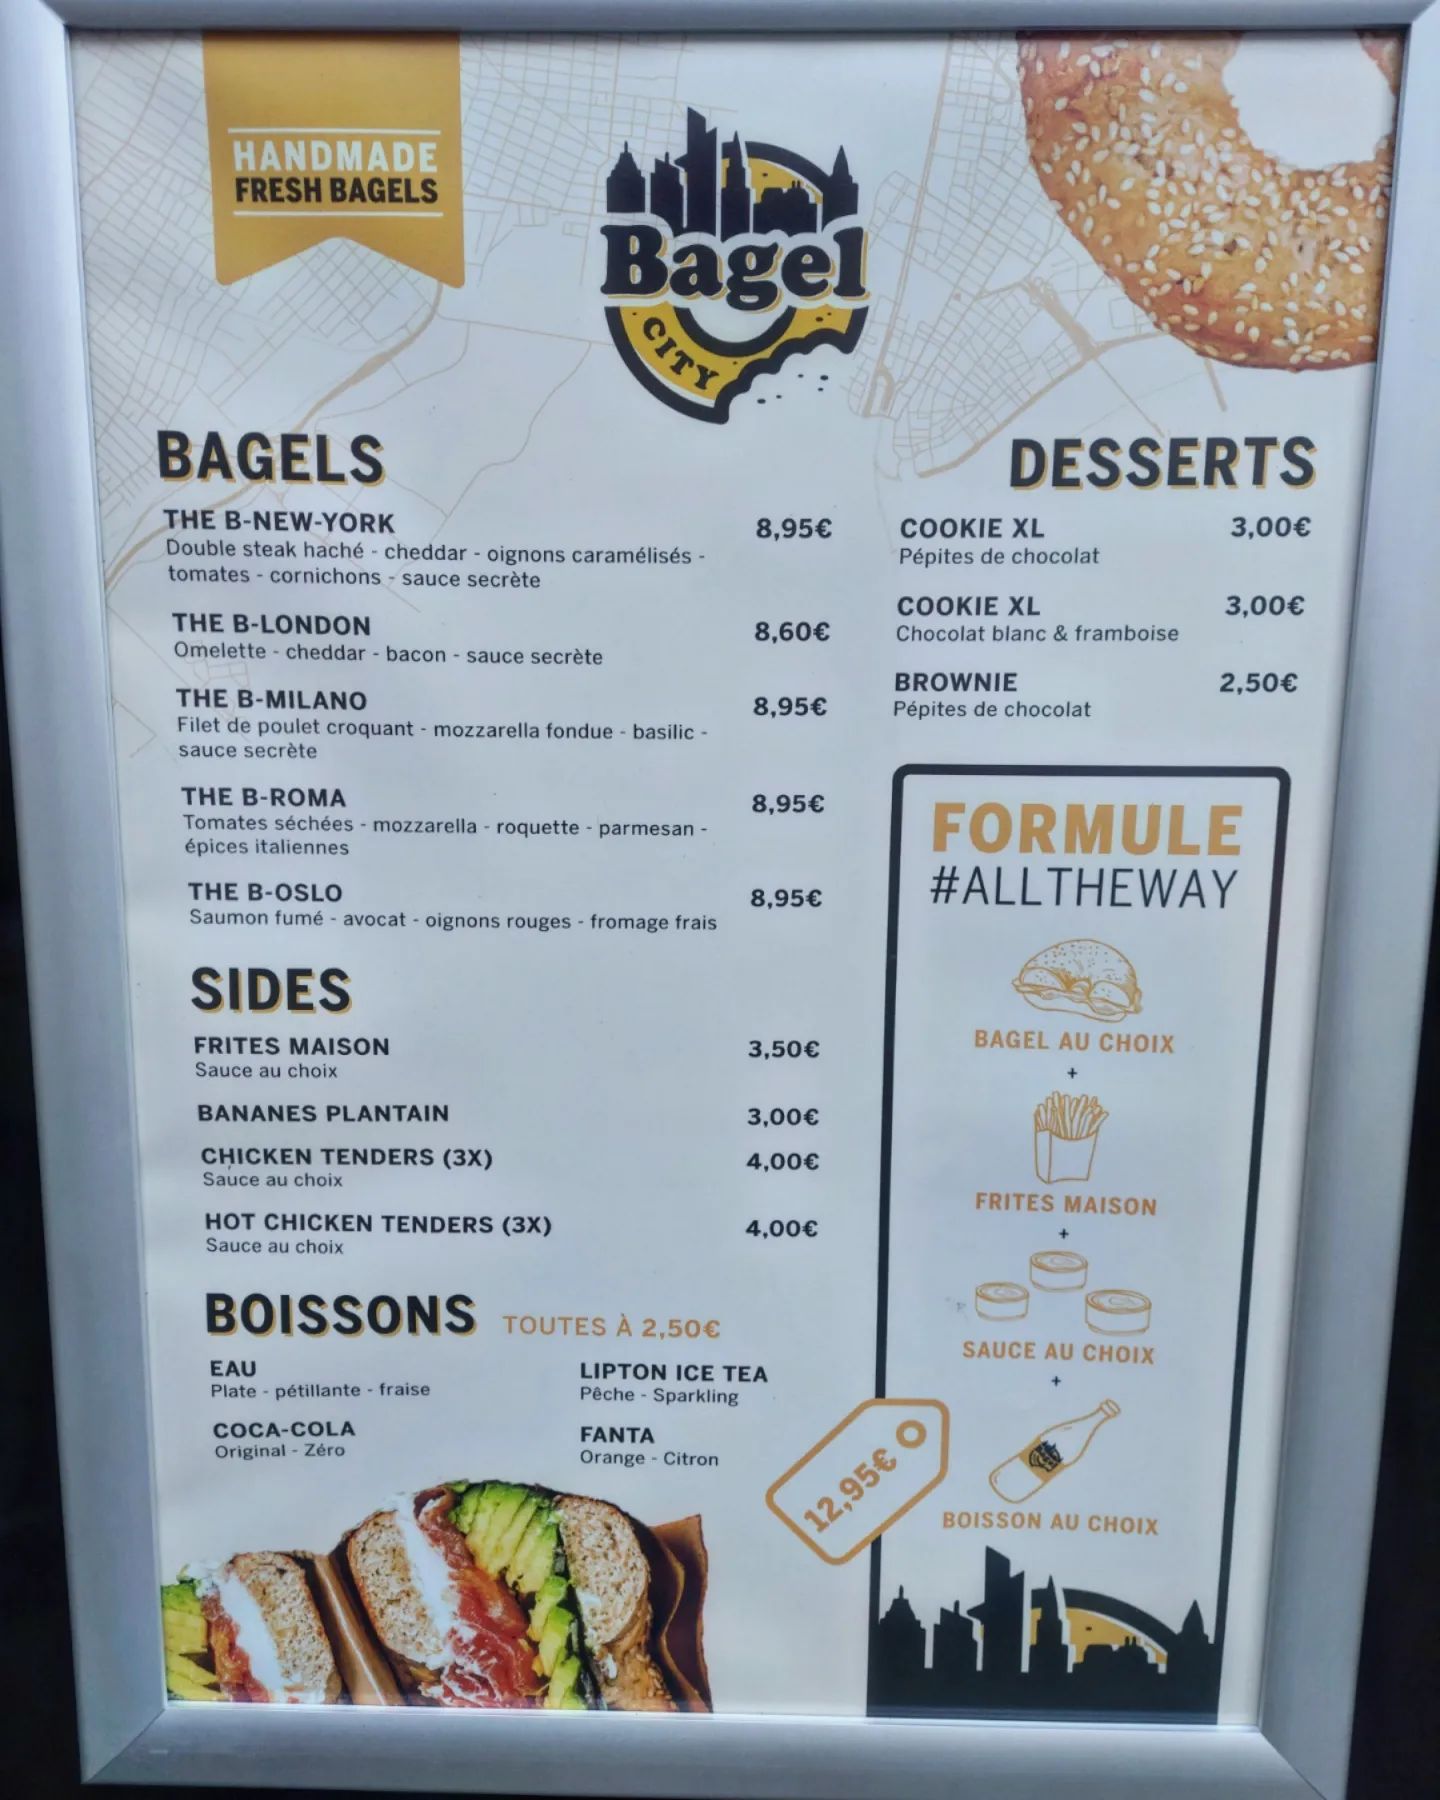 HANDMADE
FRESH BAGELS
Bagel
CITY
BAGELS
THE B-NEW-YORK 8,95€
Double steak haché - cheddar - oignons caramélisés -
tomates - cornichons - sauce secrète
THE B-LONDON 8,60€
Omelette - cheddar - bacon - sauce secrète
THE B-MILANO 8,95€
Filet de poulet croquant - mozzarella fondue - basilic -
sauce secrète
THE B-ROMA 8,95€
Tomates séchées - mozzarella - roquette - parmesan -
épices italiennes
THE B-OSLO 8,95€
Saumon fumé - avocat - oignons rouges - fromage frais
SIDES
FRITES MAISON 3,50€
Sauce au choix
BANANES PLANTAIN 3,00€
CHICKEN TENDERS (3X) 4,00€
Sauce au choix
HOT CHICKEN TENDERS (3X) 4,00€
Sauce au choix
BOISSONS TOUTES À 2,50€
EAU
Plate - pétillante - fraise
COCA-COLA
Original - Zéro
LIPTON ICE TEA
Pêche - Sparkling
FANTA
Orange - Citron
DESSERTS
COOKIE XL 3,00€
Pépites de chocolat
COOKIE XL 3,00€
Chocolat blanc & framboise
BROWNIE 2,50€
Pépites de chocolat
FORMULE
#ALLTHEWAY
BAGEL AU CHOIX
+
FRITES MAISON
+
SAUCE AU CHOIX
+
BOISSON AU CHOIX
12,95€